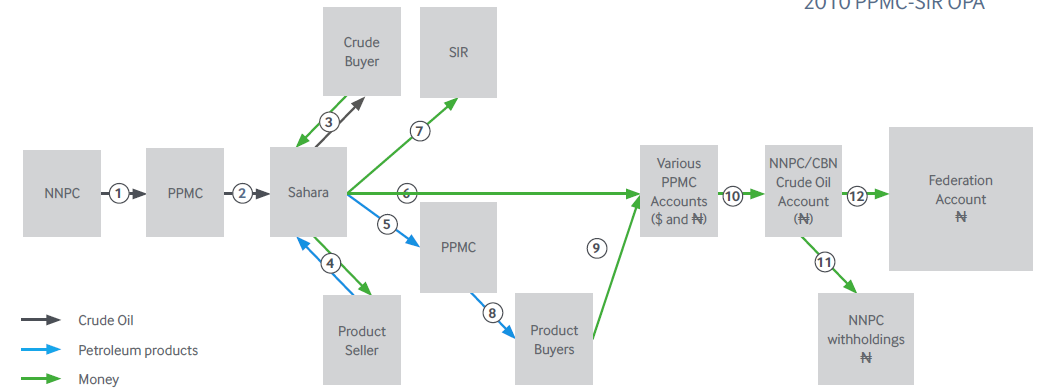 2010 PPMC-SIR OPA
Crude
Buyer
SIR
3
7
NNPC
1
PPMC
2
Sahara
6
5
4
PPMC
Various
PPMC
Accounts
($ and ₦)
10
NNPC/CBN
Crude Oil
Account
(₦)
12
Federation
Account
₦
9
11
8
Product
Seller
Product
Buyers
NNPC
withholdings
₦
Crude Oil
Petroleum products
Money